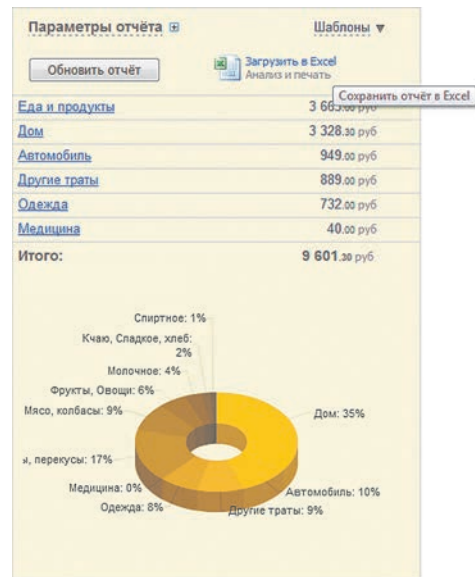 Параметры отчёта
Шаблоны
Обновить отчёт
Загрузить в Excel
Анализ и печать
Сохранить отчёт в Excel
Еда и продукты
руб
Дом 3 328.30 руб
Автомобиль 949.00 руб
Другие траты 889.00 руб
Одежда 732.00 руб
Медицина 40.00 руб
Итого: 9 601.30 руб
Спиртное: 1%
Кчаю, Сладкое, хлеб:
2%
Молочное: 4%
Фрукты, Овощи: 6%
Мясо, колбасы: 9%
Дом: 35%
ы, перекусы: 17%
Медицина: 0%
Автомобиль: 10%
Одежда: 8%
Другие траты: 9%